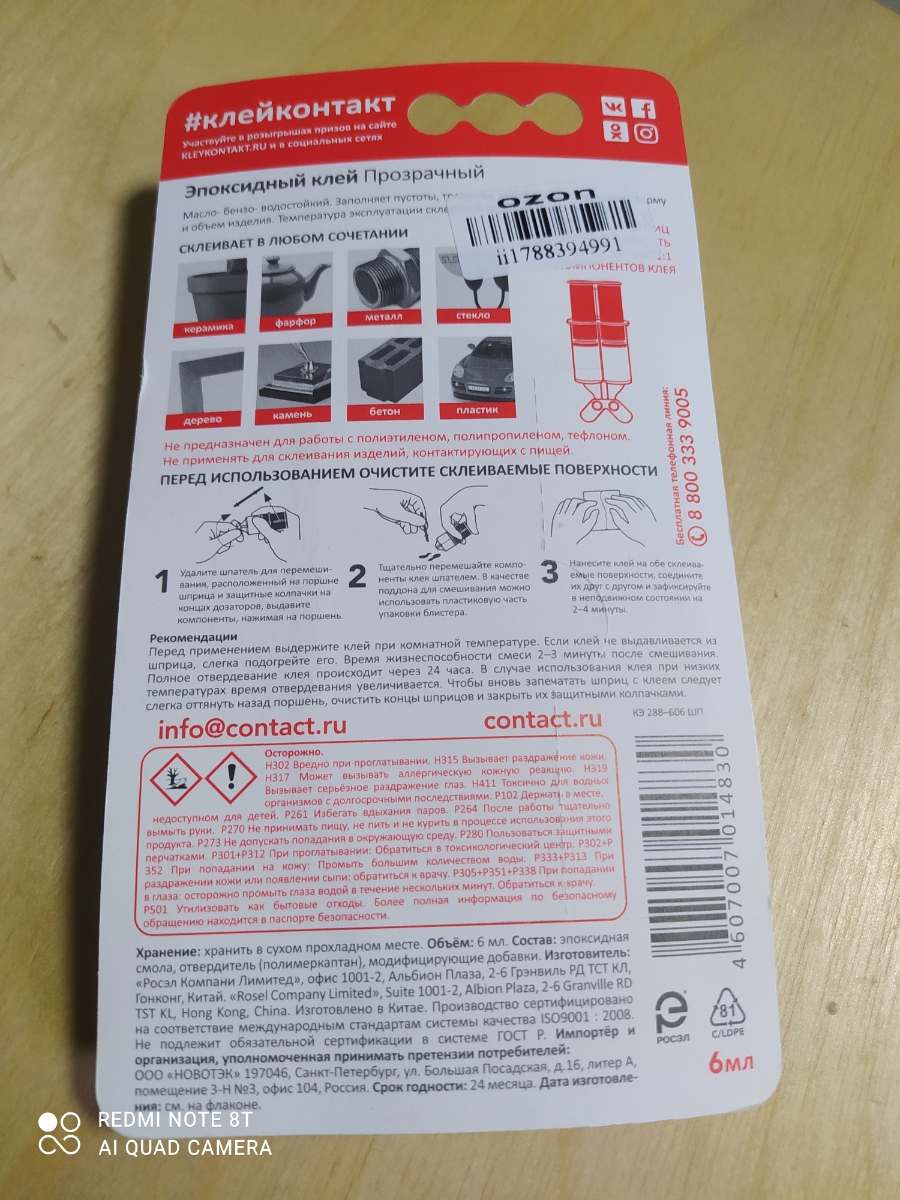 #клейконтакт
Участвуйте в розыгрышах призов на сайте
KLEYKONTAKT.RU и в социальных сетях
Эпоксидный клей Прозрачный
Масло- бензо- водостойкий. Заполняет пустоты,
и объем изделия. Температура эксплуатации
ozon
ii1788394991
СКЛЕИВАЕТ В ЛЮБОМ СОЧЕТАНИИ
КОМПОНЕНТОВ КЛЕЯ
керамика
фарфор
металл
стекло
дерево
камень
бетон
пластик
Бесплатная телефонная линия:
8 800 333 9005
Не предназначен для работы с полиэтиленом, полипропиленом, тефлоном.
Не применять для склеивания изделий, контактирующих с пищей.
ПЕРЕД ИСПОЛЬЗОВАНИЕМ ОЧИСТИТЕ СКЛЕИВАЕМЫЕ ПОВЕРХНОСТИ
1 Удалите шпатель для перемеши-
вания, расположенный на поршне
шприца и защитные колпачки на
концах дозаторов, выдавите
компоненты, нажимая на поршень.
2 Тщательно перемешайте компо-
ненты клея шпателем. В качестве
поддона для смешивания можно
использовать пластиковую часть
упаковки блистера.
3 Нанесите клей на обе склеива-
емые поверхности, соедините
их друг с другом и зафиксируйте
в неподвижном состоянии на
2–4 минуты.
Рекомендации
Перед применением выдержите клей при комнатной температуре. Если клей не выдавливается из
шприца, слегка подогрейте его. Время жизнеспособности смеси 2–3 минуты после смешивания.
Полное отвердевание клея происходит через 24 часа. В случае использования клея при низких
температурах время отвердевания увеличивается. Чтобы вновь запечатать шприц с клеем следует
слегка оттянуть назад поршень, очистить концы шприцов и закрыть их защитными колпачками.
info@contact.ru
contact.ru
КЭ 288–606 ШП
Осторожно.
H302 Вредно при проглатывании. H315 Вызывает раздражение кожи.
H317 Может вызывать аллергическую кожную реакцию. H319
Вызывает серьёзное раздражение глаз. H411 Токсично для водных
организмов с долгосрочными последствиями. P102 Держать в месте,
недоступном для детей. P261 Избегать вдыхания паров. P264 После работы тщательно
вымыть руки. P270 Не принимать пищу, не пить и не курить в процессе использования этого
продукта. P273 Не допускать попадания в окружающую среду. P280 Пользоваться защитными
перчатками. P301+P312 При проглатывании: Обратиться в токсикологический центр. P302+P
352 При попадании на кожу: Промыть большим количеством воды. P333+P313 При
раздражении кожи или появлении сыпи: обратиться к врачу. P305+P351+P338 При попадании
в глаза: осторожно промыть глаза водой в течение нескольких минут. Обратиться к врачу.
P501 Утилизовать как бытовые отходы. Более полная информация по безопасному
обращению находится в паспорте безопасности.
4 607007 014830
Хранение: хранить в сухом прохладном месте. Объём: 6 мл. Состав: эпоксидная
смола, отвердитель (полимеркаптан), модифицирующие добавки. Изготовитель:
«Росэл Компани Лимитед», офис 1001-2, Альбион Плаза, 2-6 Грэнвиль РД ТСТ КЛ,
Гонконг, Китай. «Rosel Company Limited», Suite 1001-2, Albion Plaza, 2-6 Granville RD
TST KL, Hong Kong, China. Изготовлено в Китае. Производство сертифицировано
на соответствие международным стандартам системы качества ISO9001 : 2008.
Не подлежит обязательной сертификации в системе ГОСТ Р. Импортёр и
организация, уполномоченная принимать претензии потребителей:
ООО «НОВОТЭК» 197046, Санкт-Петербург, ул. Большая Посадская, д.16, литер А,
помещение 3-Н №3, офис 104, Россия. Срок годности: 24 месяца. Дата изготовле-
ния: см. на флаконе.
РОСЭЛ
81
C/LDPE
6мл
REDMI NOTE 8T
AI QUAD CAMERA